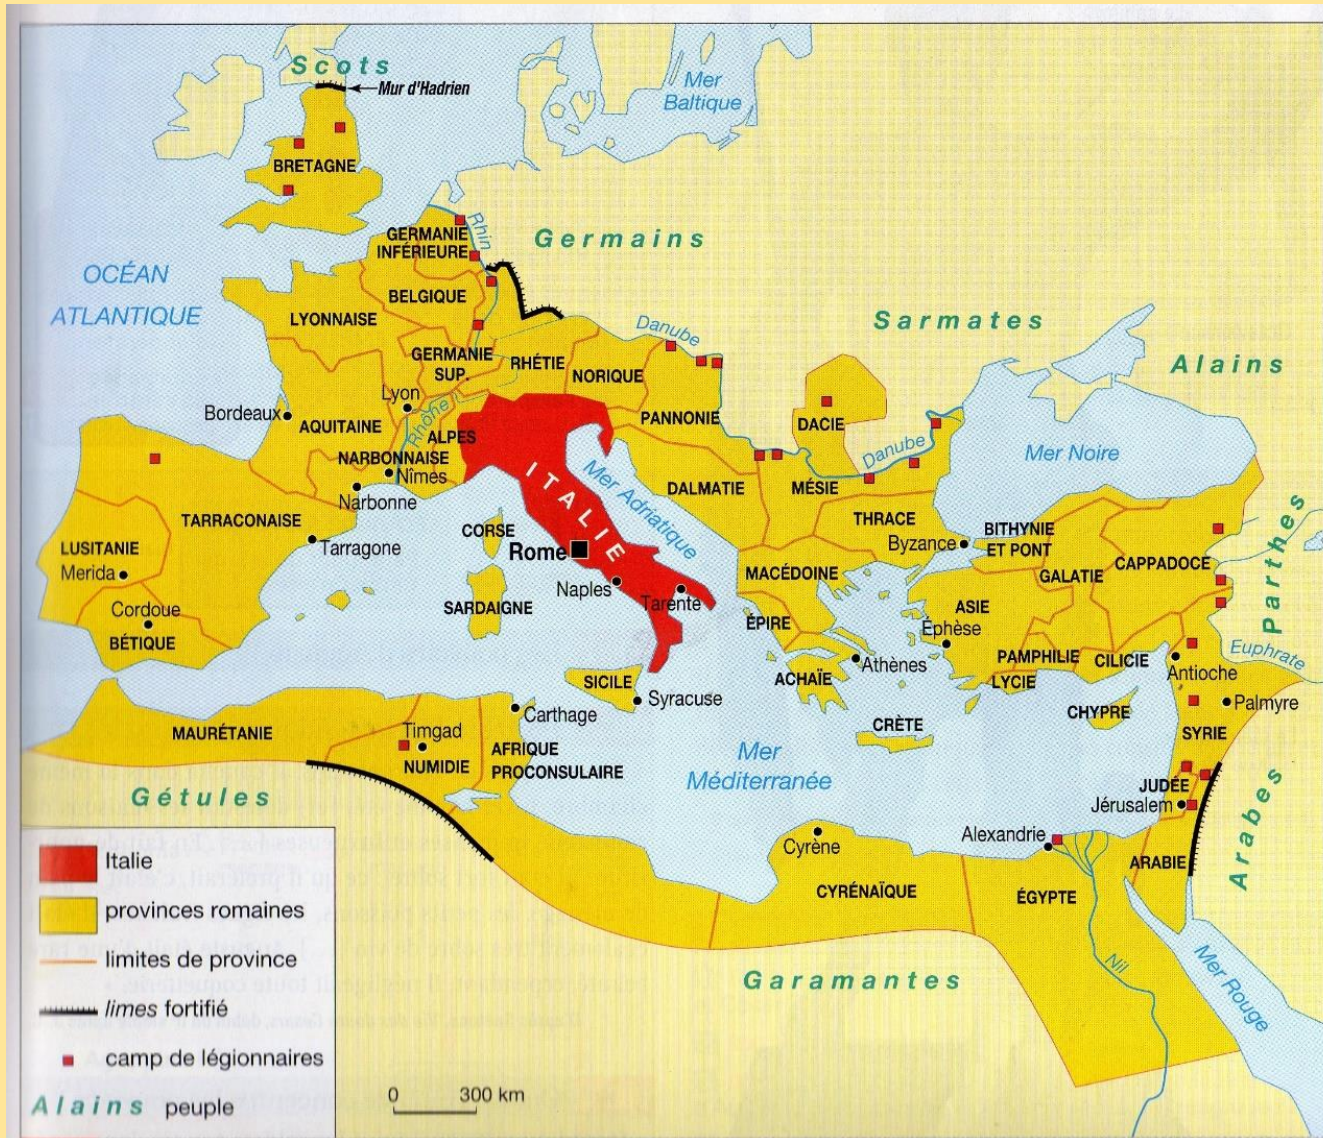 Scots
Mur d'Hadrien
Mer
Baltique
BRETAGNE
Rhin
GERMANIE
INFÉRIEURE
Germains
OCÉAN
ATLANTIQUE
BELGIQUE
LYONNAISE
Danube
Sarmates
Alains
GERMANIE
SUP.
RHÉTIE
NORIQUE
Lyon
Rhône
Bordeaux
AQUITAINE
ALPES
PANNONIE
DACIE
Danube
Mer Noire
NARBONNAISE
Nîmes
Narbonne
ITALIE
Mer Adriatique
DALMATIE
MÉSIE
TARRACONAISE
Tarragone
CORSE
Rome
THRACE
Byzance
BITHYNIE
ET PONT
LUSITANIE
Merida
Naples
Tarente
MACÉDOINE
GALATIE
CAPPADOCE
Parthes
Cordoue
BÉTIQUE
SARDAIGNE
ÉPIRE
ASIE
Éphèse
Euphrate
ACHAÏE
Athènes
PAMPHILIE
LYCIE
CILICIE
Antioche
SICILE
Syracuse
Palmyre
CHYPRE
CRÈTE
MAURÉTANIE
Timgad
Carthage
NUMIDIE
AFRIQUE
PROCONSULAIRE
Mer
Méditerranée
SYRIE
JUDÉE
Jérusalem
Arabes
Gétules
Cyrène
Alexandrie
ARABIE
CYRÉNAÏQUE
ÉGYPTE
Garamantes
Nil
Mer Rouge
Italie
provinces romaines
limites de province
limes fortifié
camp de légionnaires
Alains peuple
0 300 km